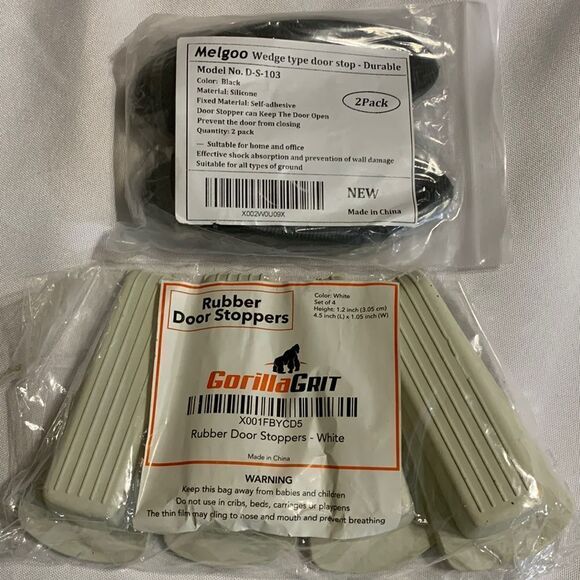 Melgoo Wedge type door stop - Durable
Model No. D-S-103
Color: Black
Material: Silicone
Fixed Material: Self-adhesive
Door Stopper can Keep The Door Open
Prevent the door from closing
Quantity: 2 pack
2Pack
— Suitable for home and office
Effective shock absorption and prevention of wall damage
Suitable for all types of ground
X002W0U09X
NEW
Made in China
Rubber
Door Stoppers
Color: White
Set of 4
Height: 1.2 inch (3.05 cm)
4.5 inch (L) x 1.05 inch (W)
GorillaGRIT
X001FBYCD5
Rubber Door Stoppers - White
Made in China
WARNING
Keep this bag away from babies and children
Do not use in cribs, beds, carriages or playpens
The thin film may cling to nose and mouth and prevent breathing